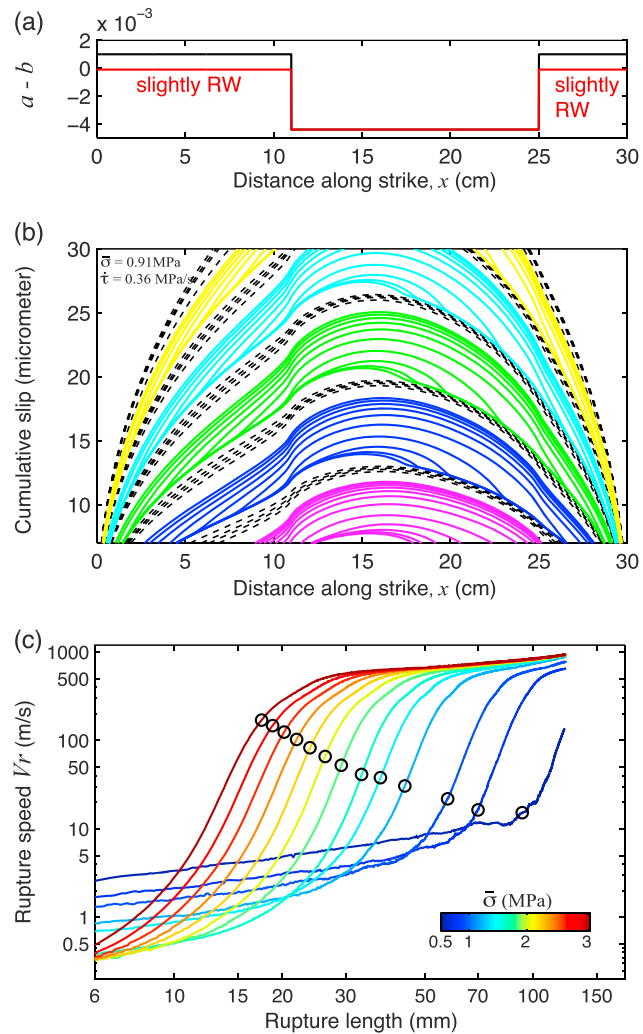 (a)
x 10⁻³
2
0
−2
−4
a - b
slightly RW
slightly
RW
0 5 10 15 20 25 30
Distance along strike, x (cm)
(b)
30
25
20
15
10
Cumulative slip (micrometer)
σ̄ = 0.91MPa
τ̇ = 0.36 MPa/s
0 5 10 15 20 25 30
Distance along strike, x (cm)
(c)
1000
500
100
50
10
5
1
0.5
Rupture speed Vr (m/s)
σ̄ (MPa)
0.5 1 2 3
6 10 15 20 30 50 70 100 150
Rupture length (mm)